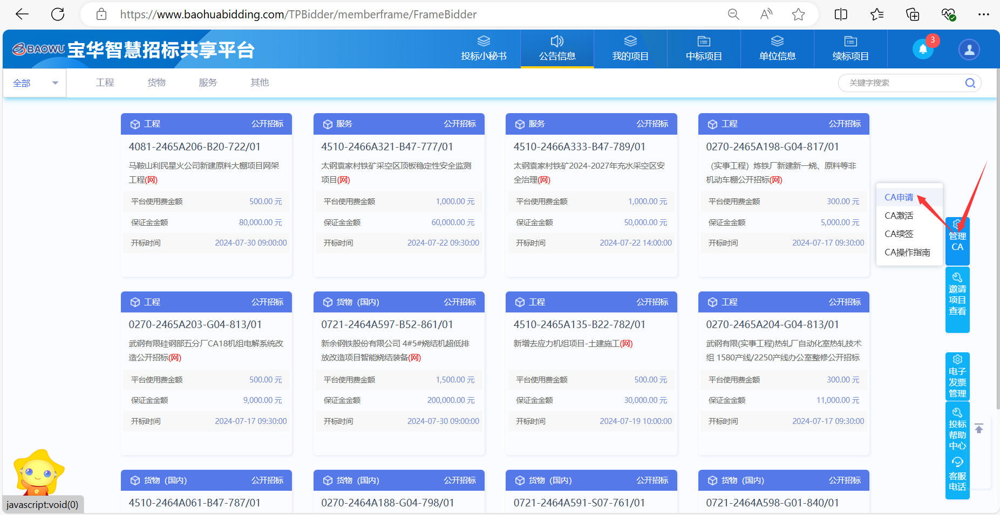 https://www.baohuabidding.com/TPBidder/memberframe/FrameBidder
BAOWU 宝华智慧招标共享平台
投标小秘书
公告信息
我的项目
中标项目
单位信息
续标项目
3
全部
工程
货物
服务
其他
关键字搜索
工程 公开招标
4081-2465A206-B20-722/01
马鞍山利民星火公司新建原料大棚项目网架
工程(网)
平台使用费金额 500.00 元
保证金金额 80,000.00 元
开标时间 2024-07-30 09:00:00
服务 公开招标
4510-2466A321-B47-777/01
太钢袁家村铁矿采空区顶板稳定性安全监测
项目(网)
平台使用费金额 1,000.00 元
保证金金额 60,000.00 元
开标时间 2024-07-22 09:30:00
服务 公开招标
4510-2466A333-B47-789/01
太钢袁家村铁矿2024-2027年充水采空区安
全治理(网)
平台使用费金额 1,000.00 元
保证金金额 50,000.00 元
开标时间 2024-07-22 14:00:00
工程 公开招标
0270-2465A198-G04-817/01
（实事工程）炼铁厂新建新一烧、原料等非
机动车棚公开招标(网)
平台使用费金额 300.00 元
保证金金额 5,000.00 元
开标时间 2024-07-17 09:30:00
CA申请
CA激活
CA续签
CA操作指南
管理
CA
邀请
项目
查看
工程 公开招标
0270-2465A203-G04-813/01
武钢有限硅钢部五分厂CA18机组电解系统改
造公开招标(网)
平台使用费金额 500.00 元
保证金金额 9,000.00 元
开标时间 2024-07-17 09:30:00
货物（国内） 公开招标
0721-2464A597-B52-861/01
新余钢铁股份有限公司 4#5#烧结机超低排
放改造项目智能烧结装备(网)
平台使用费金额 1,500.00 元
保证金金额 200,000.00 元
开标时间 2024-07-30 09:00:00
工程 公开招标
4510-2465A135-B22-782/01
新增去应力机组项目-土建施工(网)
平台使用费金额 500.00 元
保证金金额 30,000.00 元
开标时间 2024-07-19 10:00:00
工程 公开招标
0270-2465A204-G04-813/01
武钢有限(实事工程)热轧厂自动化室热轧技术
组 1580产线/2250产线办公室整修公开招标
平台使用费金额 300.00 元
保证金金额 11,000.00 元
开标时间 2024-07-17 09:30:00
电子
发票
管理
投标
帮助
中心
客服
电话
货物（国内） 公开招标
4510-2464A061-B47-787/01
货物（国内） 公开招标
0270-2464A188-G04-798/01
货物（国内） 公开招标
0721-2464A591-S07-761/01
货物（国内） 公开招标
0721-2464A598-G01-840/01
javascript:void(0)